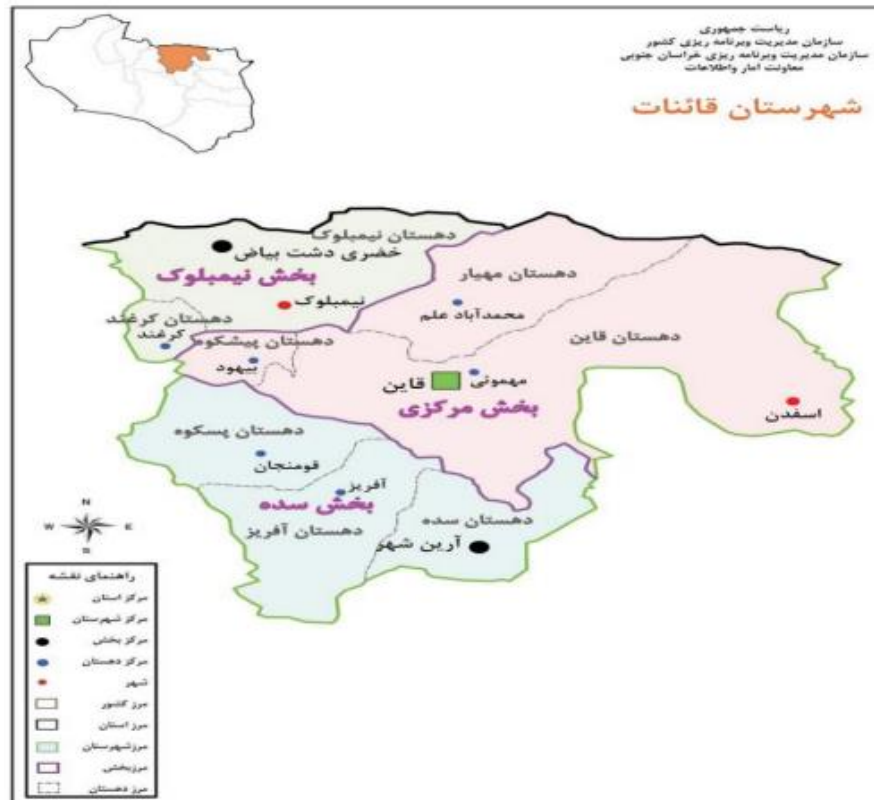 ریاست جمهوری
سازمان مدیریت وبرنامه ریزی کشور
سازمان مدیریت وبرنامه ریزی خراسان جنوبی
معاونت امار واطلاعات
شهرستان قائنات
دهستان نیمبلوک
خضری دشت بیاض
بخش نیمبلوک
نیمبلوک
دهستان مهیار
محمدآباد علم
دهستان کرغند
کرغند
دهستان پیشکوه
بیهود
دهستان قاین
قاین
مهموئی
بخش مرکزی
اسفدن
دهستان پسکوه
قومنجان
آفریز
بخش سده
دهستان آفریز
دهستان سده
آرین شهر
N
W
E
S
راهنمای نقشه
مرکز استان
مرکز شهرستان
مرکز بخش
مرکز دهستان
شهر
مرز کشور
مرز استان
مرزشهرستان
مرزبخش
مرز دهستان